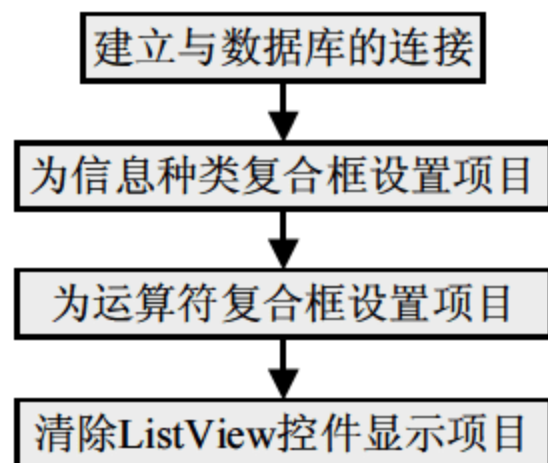 建立与数据库的连接
为信息种类复合框设置项目
为运算符复合框设置项目
清除ListView控件显示项目